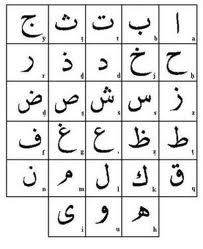 ا ب ت ث ج
ح خ د ذ ر
ز س ش ص ض
ط ظ ع غ ف
ق ك ل م ن
ه و ى